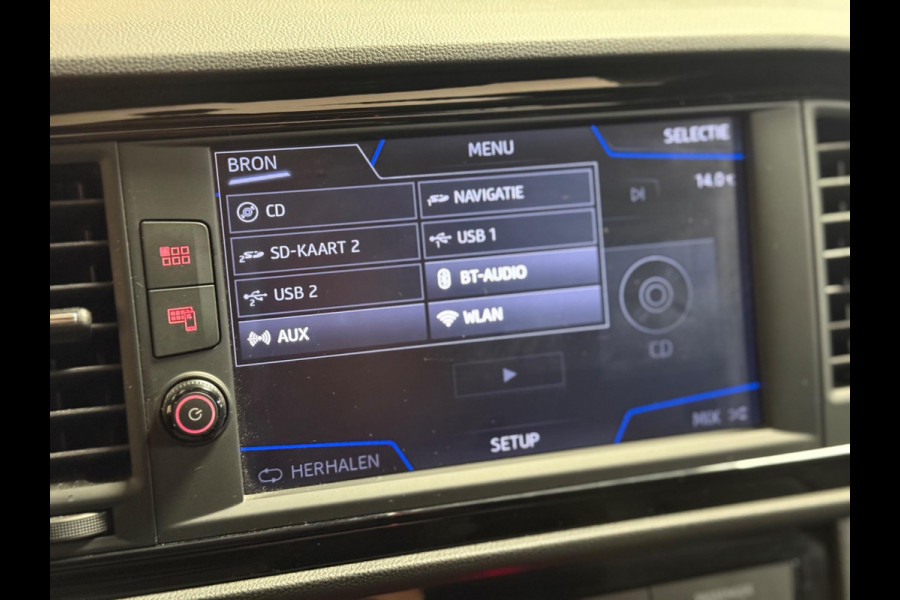 BRON
MENU
SELECTIE
CD
NAVIGATIE
14.0
SD-KAART 2
USB 1
USB 2
BT-AUDIO
AUX
WLAN
CD
HERHALEN
SETUP
MIX